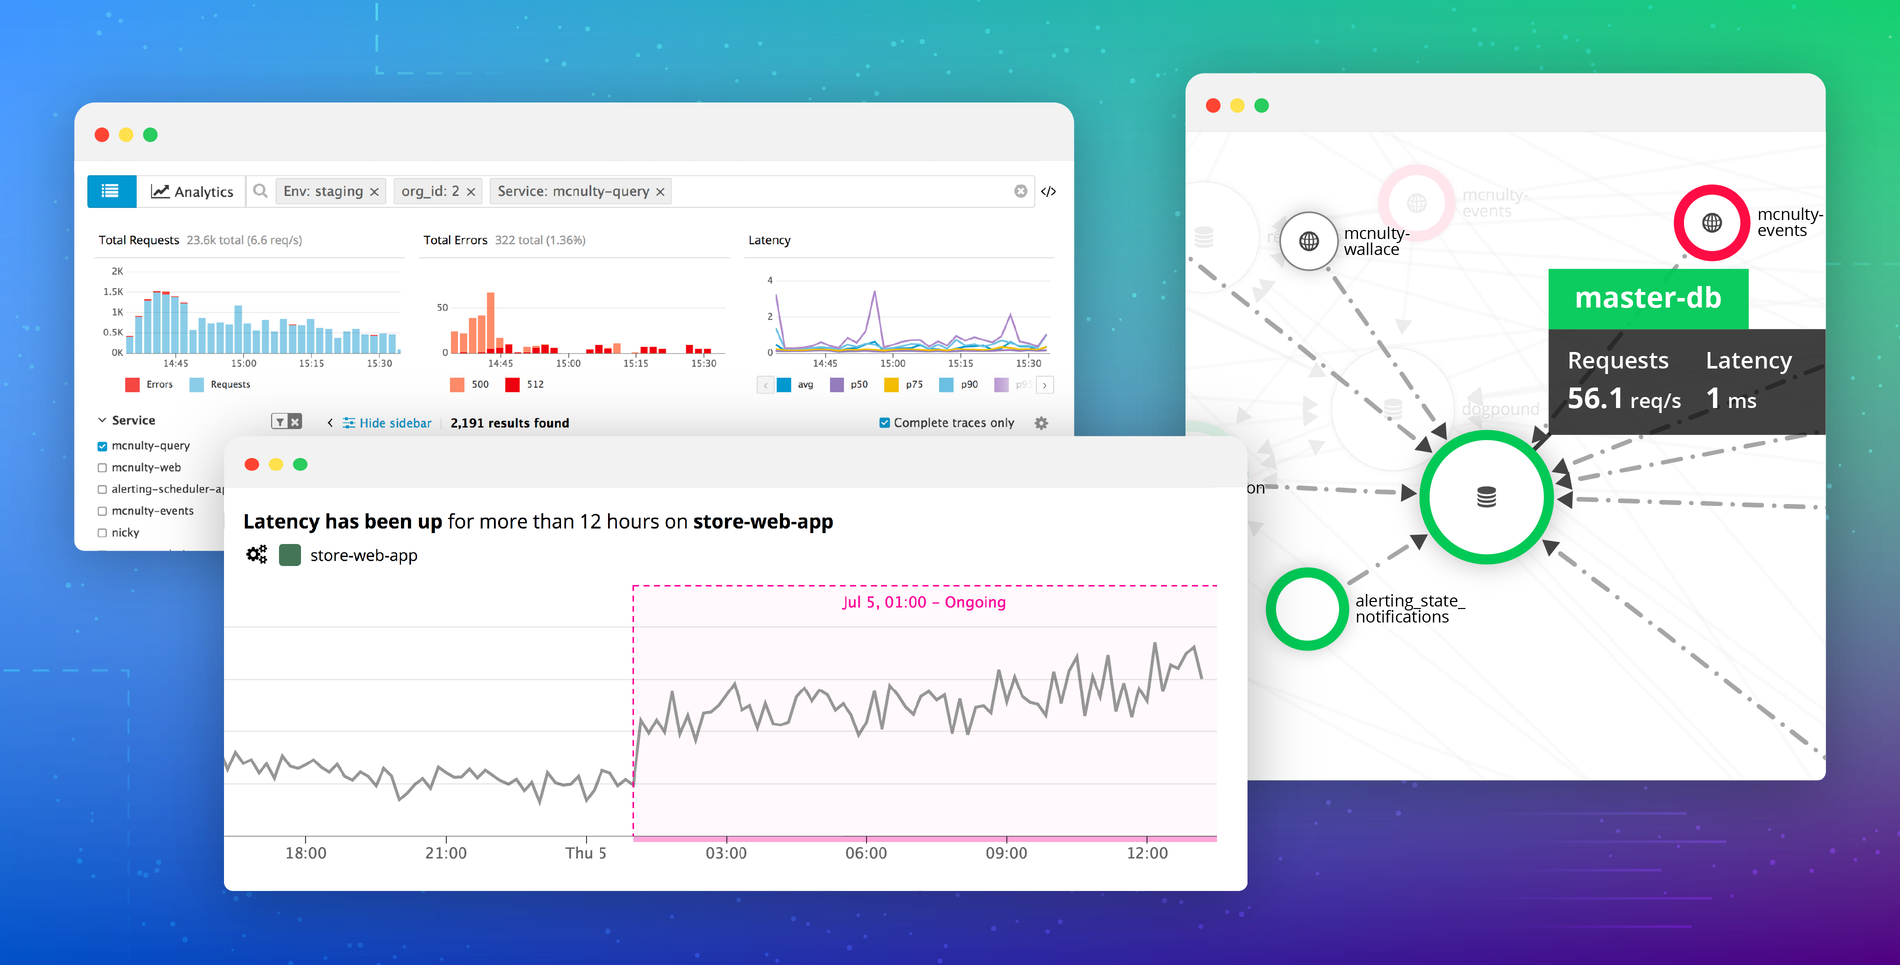 Analytics
Env: staging ×
org_id: 2 ×
Service: mcnulty-query ×
</>
Total Requests 23.6k total (6.6 req/s)
2K
1.5K
1K
0.5K
0K
14:45 15:00 15:15 15:30
Errors Requests
Total Errors 322 total (1.36%)
50
0
14:45 15:00 15:15 15:30
500 512
Latency
4
2
0
14:45 15:00 15:15 15:30
avg p50 p75 p90 p95
Service
Hide sidebar 2,191 results found
Complete traces only
mcnulty-query
mcnulty-web
alerting-scheduler-ap
mcnulty-events
nicky
Latency has been up for more than 12 hours on store-web-app
store-web-app
Jul 5, 01:00 – Ongoing
18:00 21:00 Thu 5 03:00 06:00 09:00 12:00
mcnulty-
events
mcnulty-
wallace
mcnulty-
events
master-db
Requests Latency
56.1 req/s 1 ms
dogpound-
on
alerting_state_
notifications